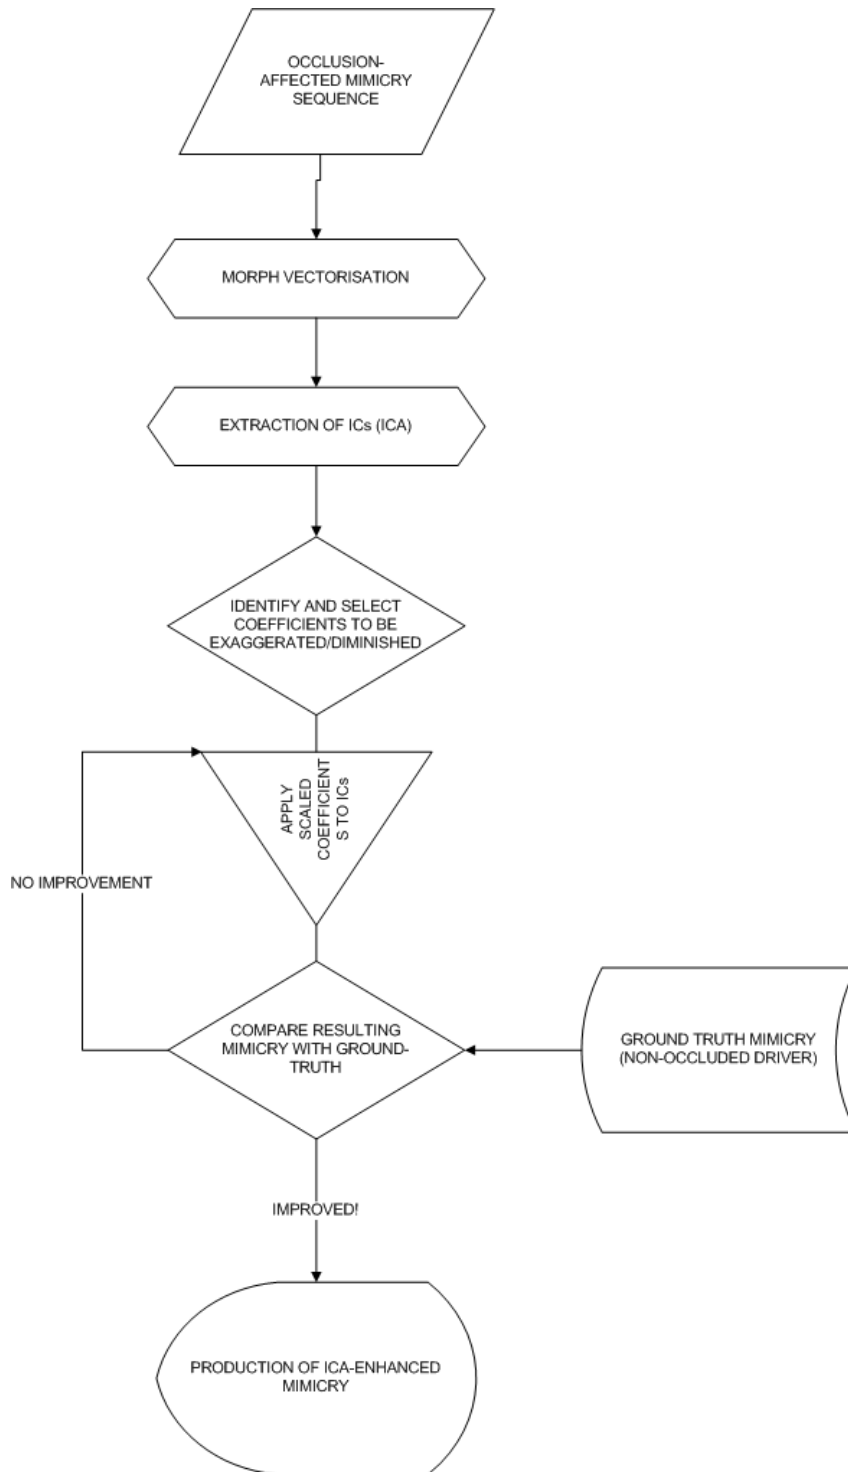 OCCLUSION-
AFFECTED MIMICRY
SEQUENCE
MORPH VECTORISATION
EXTRACTION OF ICs (ICA)
IDENTIFY AND SELECT
COEFFICIENTS TO BE
EXAGGERATED/DIMINISHED
APPLY
SCALED
COEFFICIENT
S TO ICs
NO IMPROVEMENT
COMPARE RESULTING
MIMICRY WITH GROUND-
TRUTH
GROUND TRUTH MIMICRY
(NON-OCCLUDED DRIVER)
IMPROVED!
PRODUCTION OF ICA-ENHANCED
MIMICRY